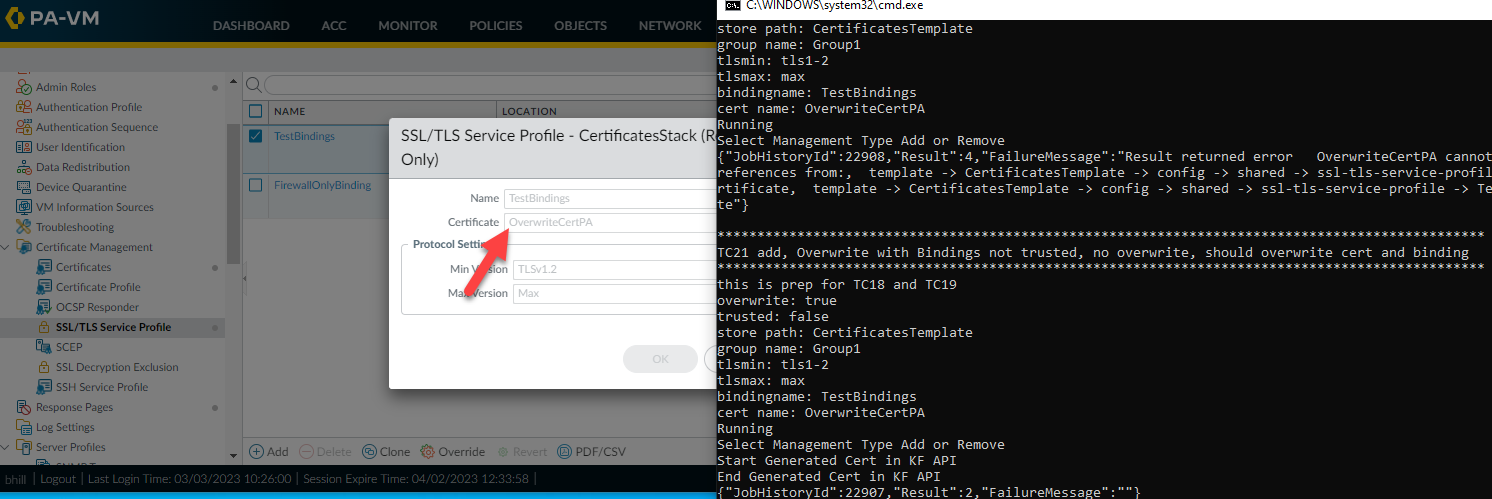 PA-VM
DASHBOARD
ACC
MONITOR
POLICIES
OBJECTS
NETWORK
Admin Roles
Authentication Profile
Authentication Sequence
User Identification
Data Redistribution
Device Quarantine
VM Information Sources
Troubleshooting
Certificate Management
Certificates
Certificate Profile
OCSP Responder
SSL/TLS Service Profile
SCEP
SSL Decryption Exclusion
SSH Service Profile
Response Pages
Log Settings
Server Profiles
NAME
LOCATION
TestBindings
FirewallOnlyBinding
SSL/TLS Service Profile - CertificatesStack (R
Only)
Name
TestBindings
Certificate
OverwriteCertPA
Protocol Setti
Min Version
TLSv1.2
Max Version
Max
OK
Add
Delete
Clone
Override
Revert
PDF/CSV
bhill | Logout | Last Login Time: 03/03/2023 10:26:00 | Session Expire Time: 04/02/2023 12:33:58 |
C:\WINDOWS\system32\cmd.exe
store path: CertificatesTemplate
group name: Group1
tlsmin: tls1-2
tlsmax: max
bindingname: TestBindings
cert name: OverwriteCertPA
Running
Select Management Type Add or Remove
{"JobHistoryId":22908,"Result":4,"FailureMessage":"Result returned error   OverwriteCertPA cannot
references from:,  template -> CertificatesTemplate -> config -> shared -> ssl-tls-service-profil
rtificate,  template -> CertificatesTemplate -> config -> shared -> ssl-tls-service-profile -> Te
te"}
************************************************************************************************
TC21 add, Overwrite with Bindings not trusted, no overwrite, should overwrite cert and binding
************************************************************************************************
this is prep for TC18 and TC19
overwrite: true
trusted: false
store path: CertificatesTemplate
group name: Group1
tlsmin: tls1-2
tlsmax: max
bindingname: TestBindings
cert name: OverwriteCertPA
Running
Select Management Type Add or Remove
Start Generated Cert in KF API
End Generated Cert in KF API
{"JobHistoryId":22907,"Result":2,"FailureMessage":""}